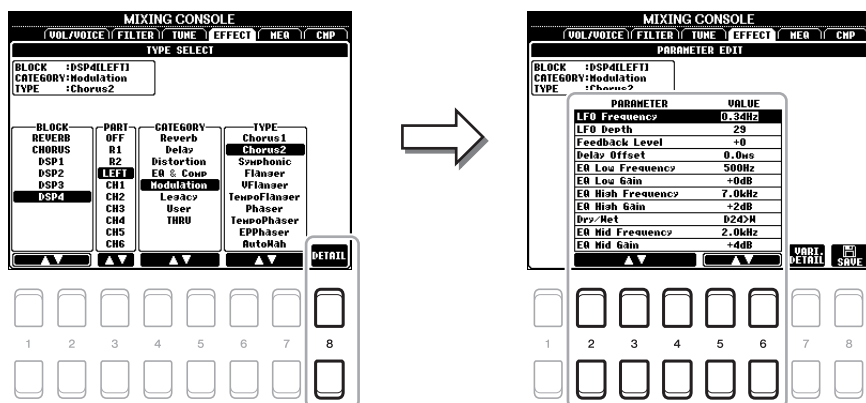 MIXING CONSOLE
VOL/VOICE FILTER TUNE EFFECT MEQ CMP
TYPE SELECT
BLOCK :DSP4[LEFT]
CATEGORY:Modulation
TYPE :Chorus2
BLOCK PART CATEGORY TYPE
REVERB OFF Reverb Chorus1
CHORUS R1 Delay Chorus2
DSP1 R2 Distortion Symphonic
DSP2 LEFT EQ & Comp Flanger
DSP3 CH1 Modulation VFlanger
DSP4 CH2 Legacy TempoFlanger
CH3 User Phaser
CH4 THRU TempoPhaser
CH5 EPPhaser
CH6 AutoWah
DETAIL
1 2 3 4 5 6 7 8
MIXING CONSOLE
VOL/VOICE FILTER TUNE EFFECT MEQ CMP
PARAMETER EDIT
BLOCK :DSP4[LEFT]
CATEGORY:Modulation
TYPE :Chorus2
PARAMETER VALUE
LFO Frequency 0.34Hz
LFO Depth 29
Feedback Level +0
Delay Offset 0.0ms
EQ Low Frequency 500Hz
EQ Low Gain +0dB
EQ High Frequency 7.0kHz
EQ High Gain +2dB
Dry/Wet D24>W
EQ Mid Frequency 2.0kHz
EQ Mid Gain +4dB
VARI. DETAIL SAVE
1 2 3 4 5 6 7 8